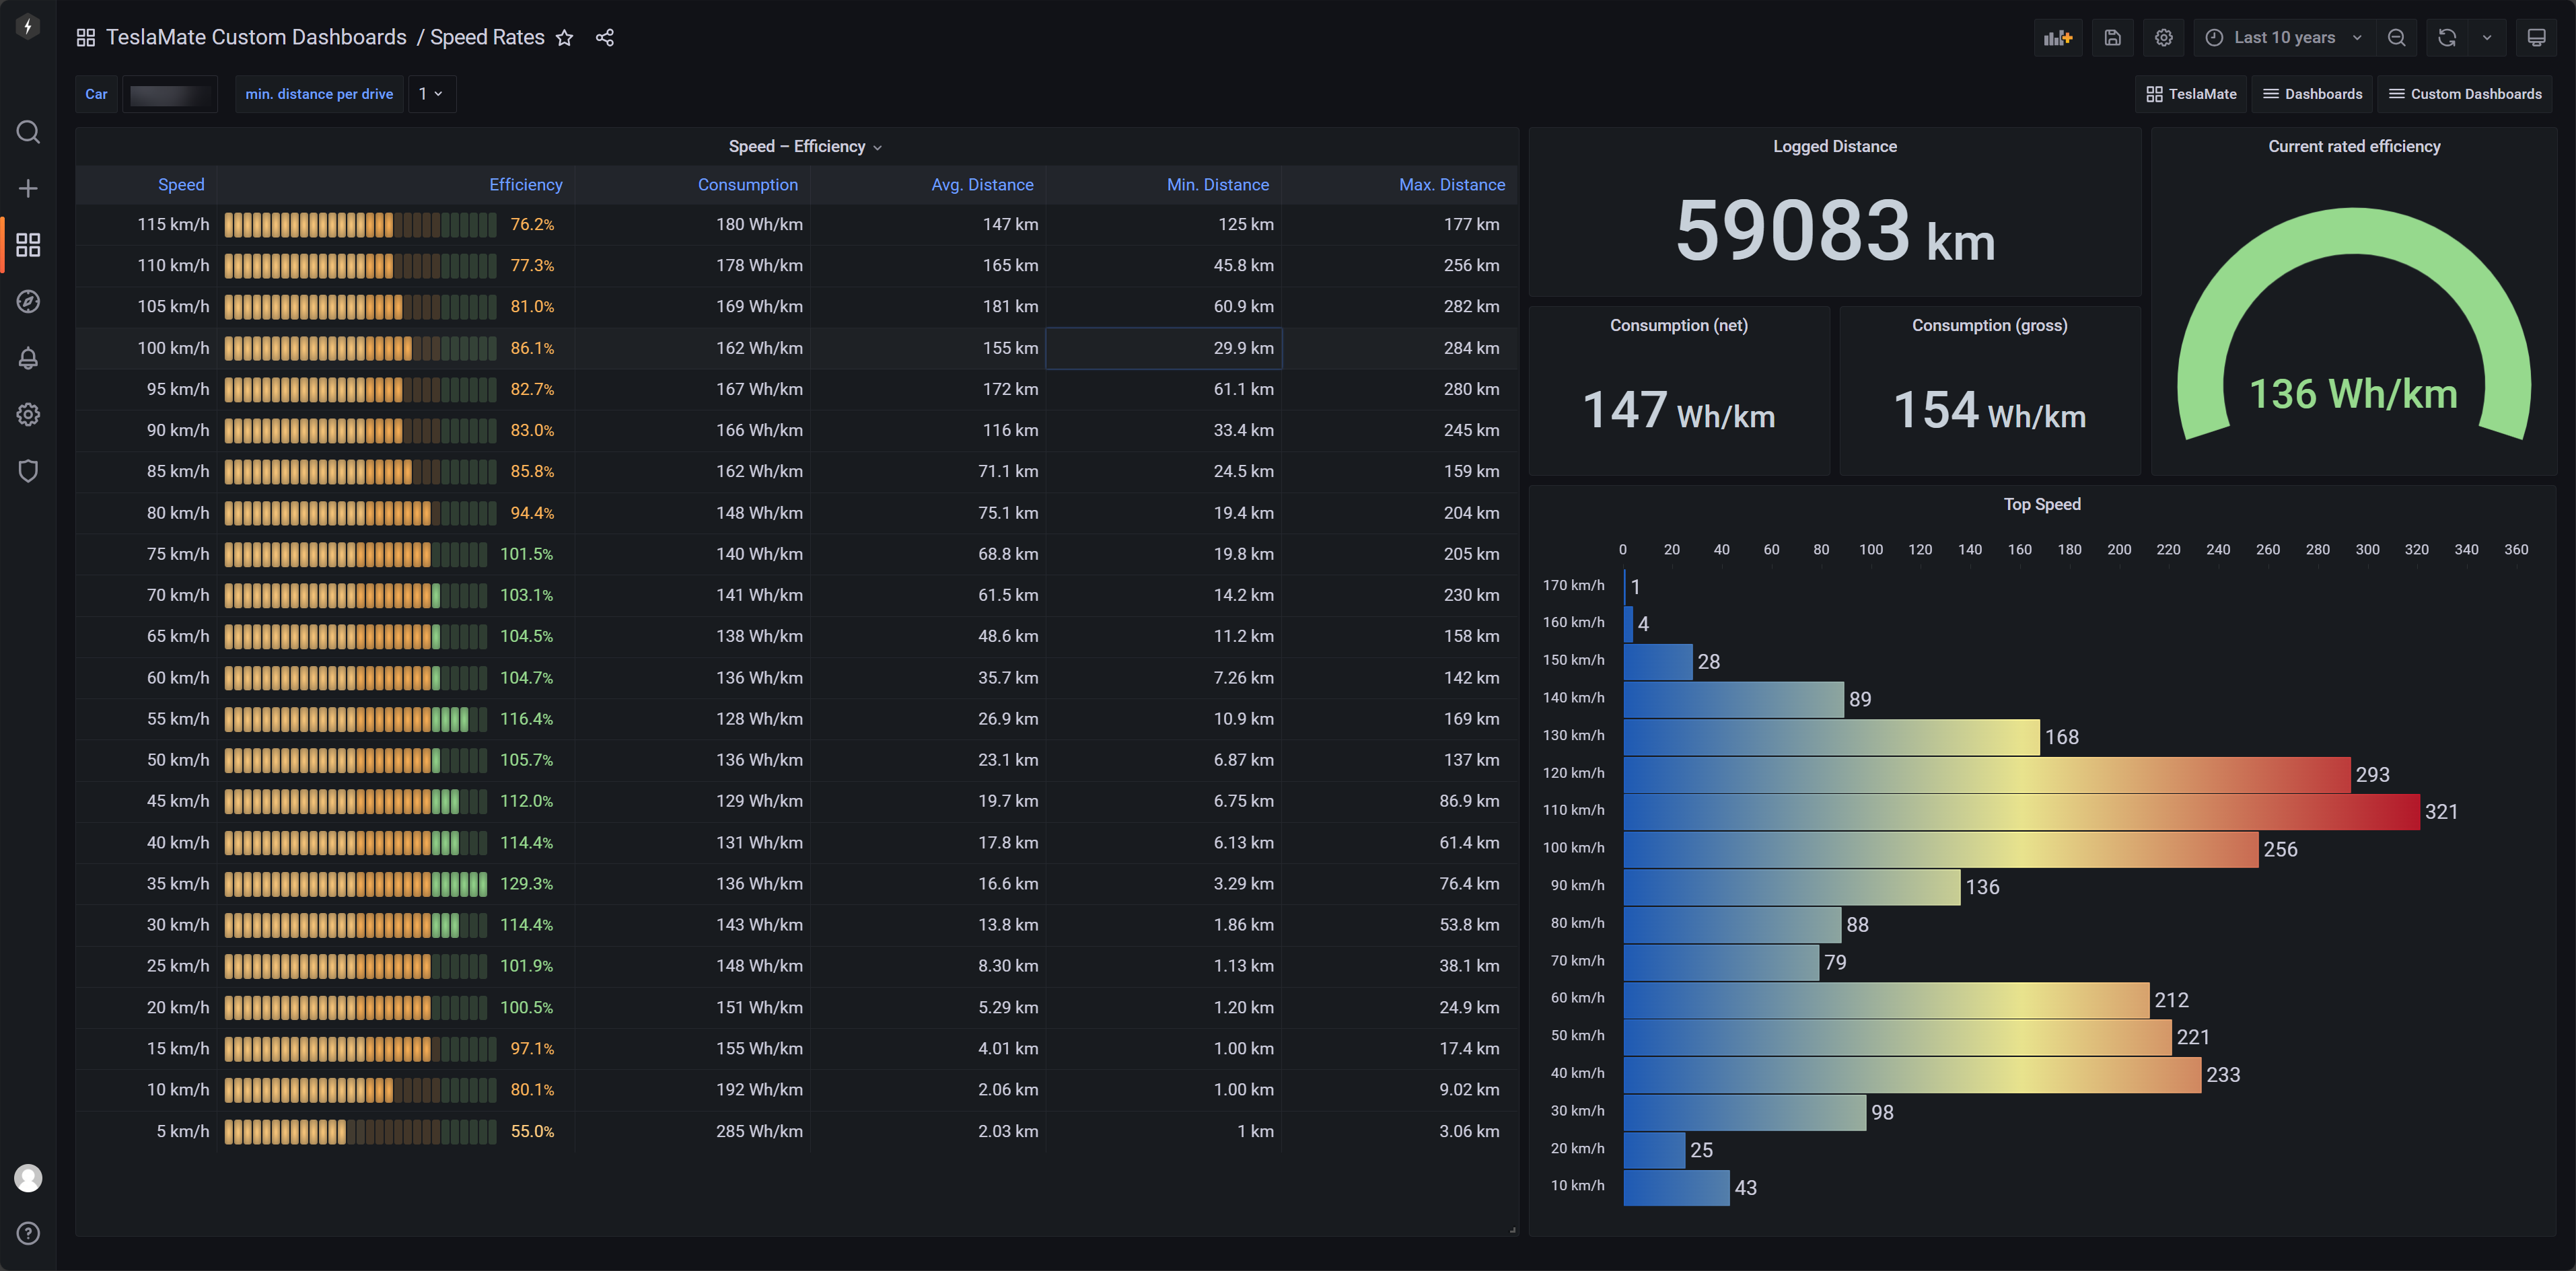 TeslaMate Custom Dashboards / Speed Rates
Last 10 years
Car
min. distance per drive 1
TeslaMate Dashboards Custom Dashboards
Speed – Efficiency
Speed Efficiency Consumption Avg. Distance Min. Distance Max. Distance
115 km/h 76.2% 180 Wh/km 147 km 125 km 177 km
110 km/h 77.3% 178 Wh/km 165 km 45.8 km 256 km
105 km/h 81.0% 169 Wh/km 181 km 60.9 km 282 km
100 km/h 86.1% 162 Wh/km 155 km 29.9 km 284 km
95 km/h 82.7% 167 Wh/km 172 km 61.1 km 280 km
90 km/h 83.0% 166 Wh/km 116 km 33.4 km 245 km
85 km/h 85.8% 162 Wh/km 71.1 km 24.5 km 159 km
80 km/h 94.4% 148 Wh/km 75.1 km 19.4 km 204 km
75 km/h 101.5% 140 Wh/km 68.8 km 19.8 km 205 km
70 km/h 103.1% 141 Wh/km 61.5 km 14.2 km 230 km
65 km/h 104.5% 138 Wh/km 48.6 km 11.2 km 158 km
60 km/h 104.7% 136 Wh/km 35.7 km 7.26 km 142 km
55 km/h 116.4% 128 Wh/km 26.9 km 10.9 km 169 km
50 km/h 105.7% 136 Wh/km 23.1 km 6.87 km 137 km
45 km/h 112.0% 129 Wh/km 19.7 km 6.75 km 86.9 km
40 km/h 114.4% 131 Wh/km 17.8 km 6.13 km 61.4 km
35 km/h 129.3% 136 Wh/km 16.6 km 3.29 km 76.4 km
30 km/h 114.4% 143 Wh/km 13.8 km 1.86 km 53.8 km
25 km/h 101.9% 148 Wh/km 8.30 km 1.13 km 38.1 km
20 km/h 100.5% 151 Wh/km 5.29 km 1.20 km 24.9 km
15 km/h 97.1% 155 Wh/km 4.01 km 1.00 km 17.4 km
10 km/h 80.1% 192 Wh/km 2.06 km 1.00 km 9.02 km
5 km/h 55.0% 285 Wh/km 2.03 km 1 km 3.06 km
Logged Distance
59083 km
Consumption (net)
147 Wh/km
Consumption (gross)
154 Wh/km
Current rated efficiency
136 Wh/km
Top Speed
0 20 40 60 80 100 120 140 160 180 200 220 240 260 280 300 320 340 360
170 km/h 1
160 km/h 4
150 km/h 28
140 km/h 89
130 km/h 168
120 km/h 293
110 km/h 321
100 km/h 256
90 km/h 136
80 km/h 88
70 km/h 79
60 km/h 212
50 km/h 221
40 km/h 233
30 km/h 98
20 km/h 25
10 km/h 43